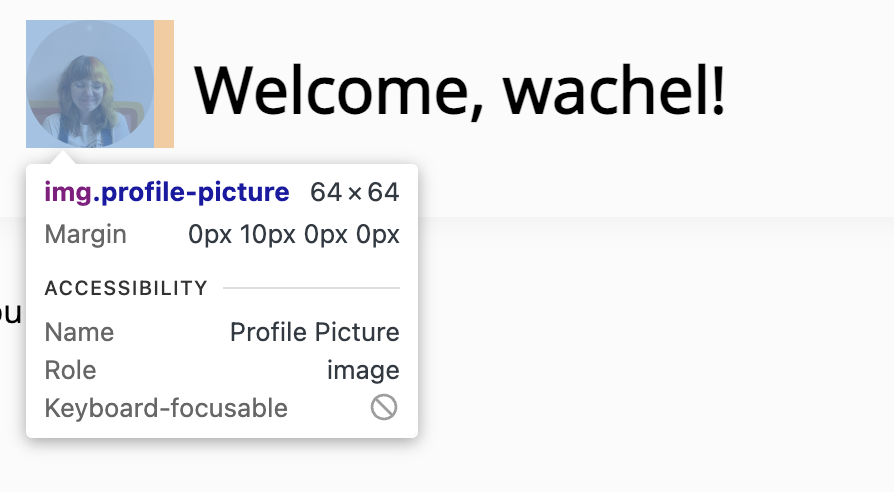 Welcome, wachel!
img.profile-picture 64×64
Margin 0px 10px 0px 0px
ACCESSIBILITY
ou
Name Profile Picture
Role image
Keyboard-focusable